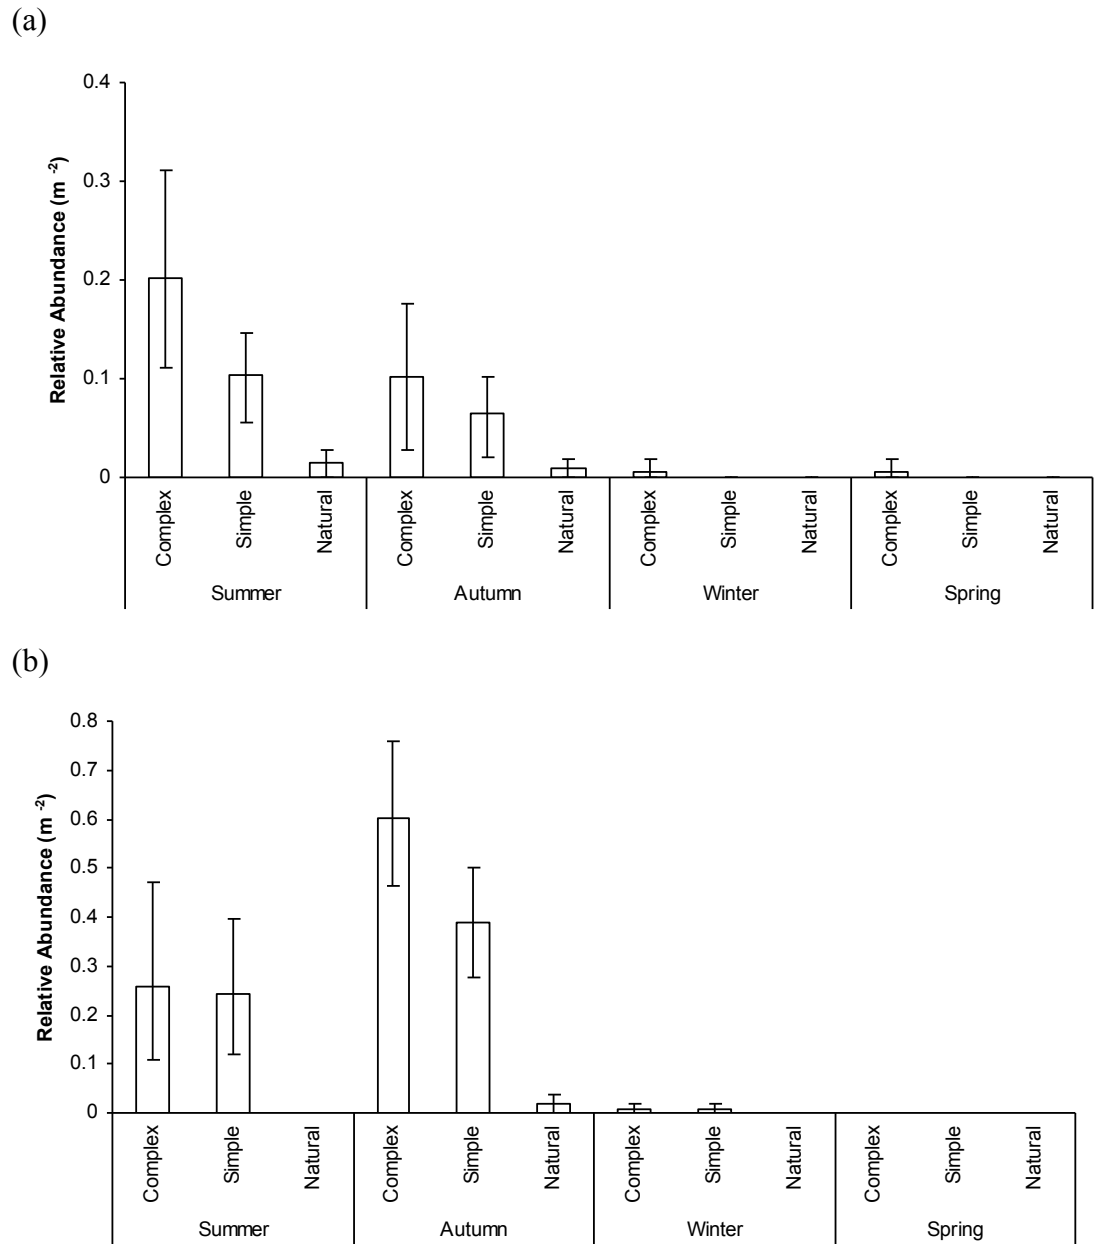 (a)
0.4
0.3
0.2
0.1
0
Relative Abundance (m -2)
Complex Simple Natural Complex Simple Natural Complex Simple Natural Complex Simple Natural
Summer Autumn Winter Spring
(b)
0.8
0.7
0.6
0.5
0.4
0.3
0.2
0.1
0
Relative Abundance (m -2)
Complex Simple Natural Complex Simple Natural Complex Simple Natural Complex Simple Natural
Summer Autumn Winter Spring